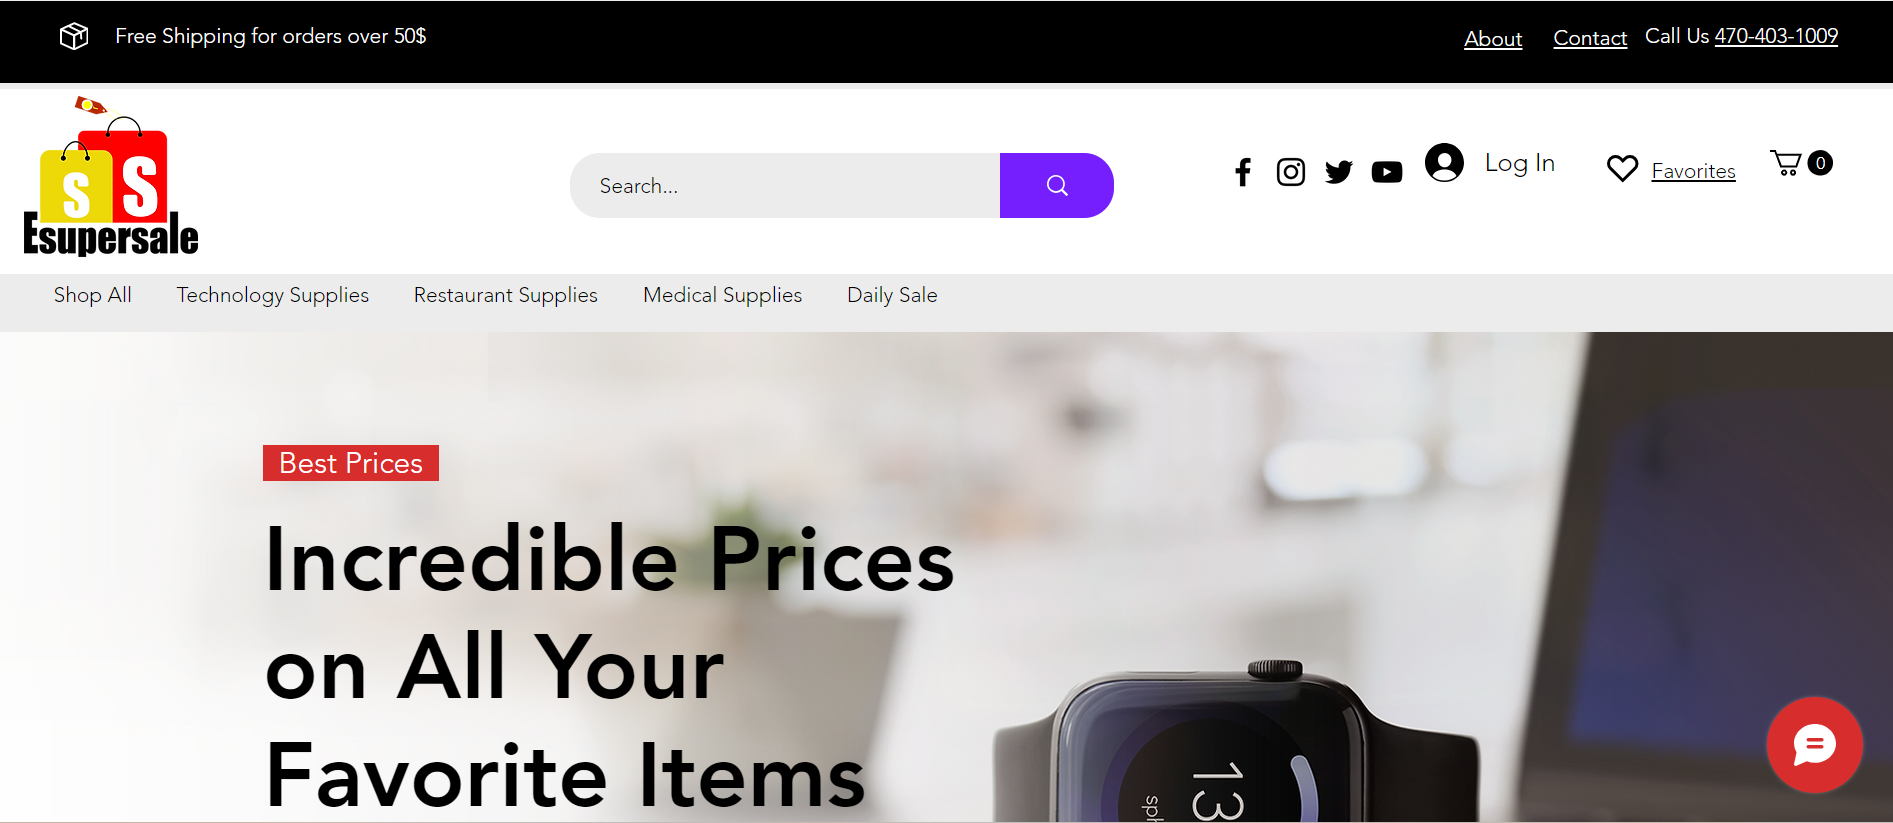 Free Shipping for orders over 50$
About Contact Call Us 470-403-1009
S S
Esupersale
Search...
Log In
Favorites
0
Shop All Technology Supplies Restaurant Supplies Medical Supplies Daily Sale
Best Prices
Incredible Prices
on All Your
Favorite Items
13